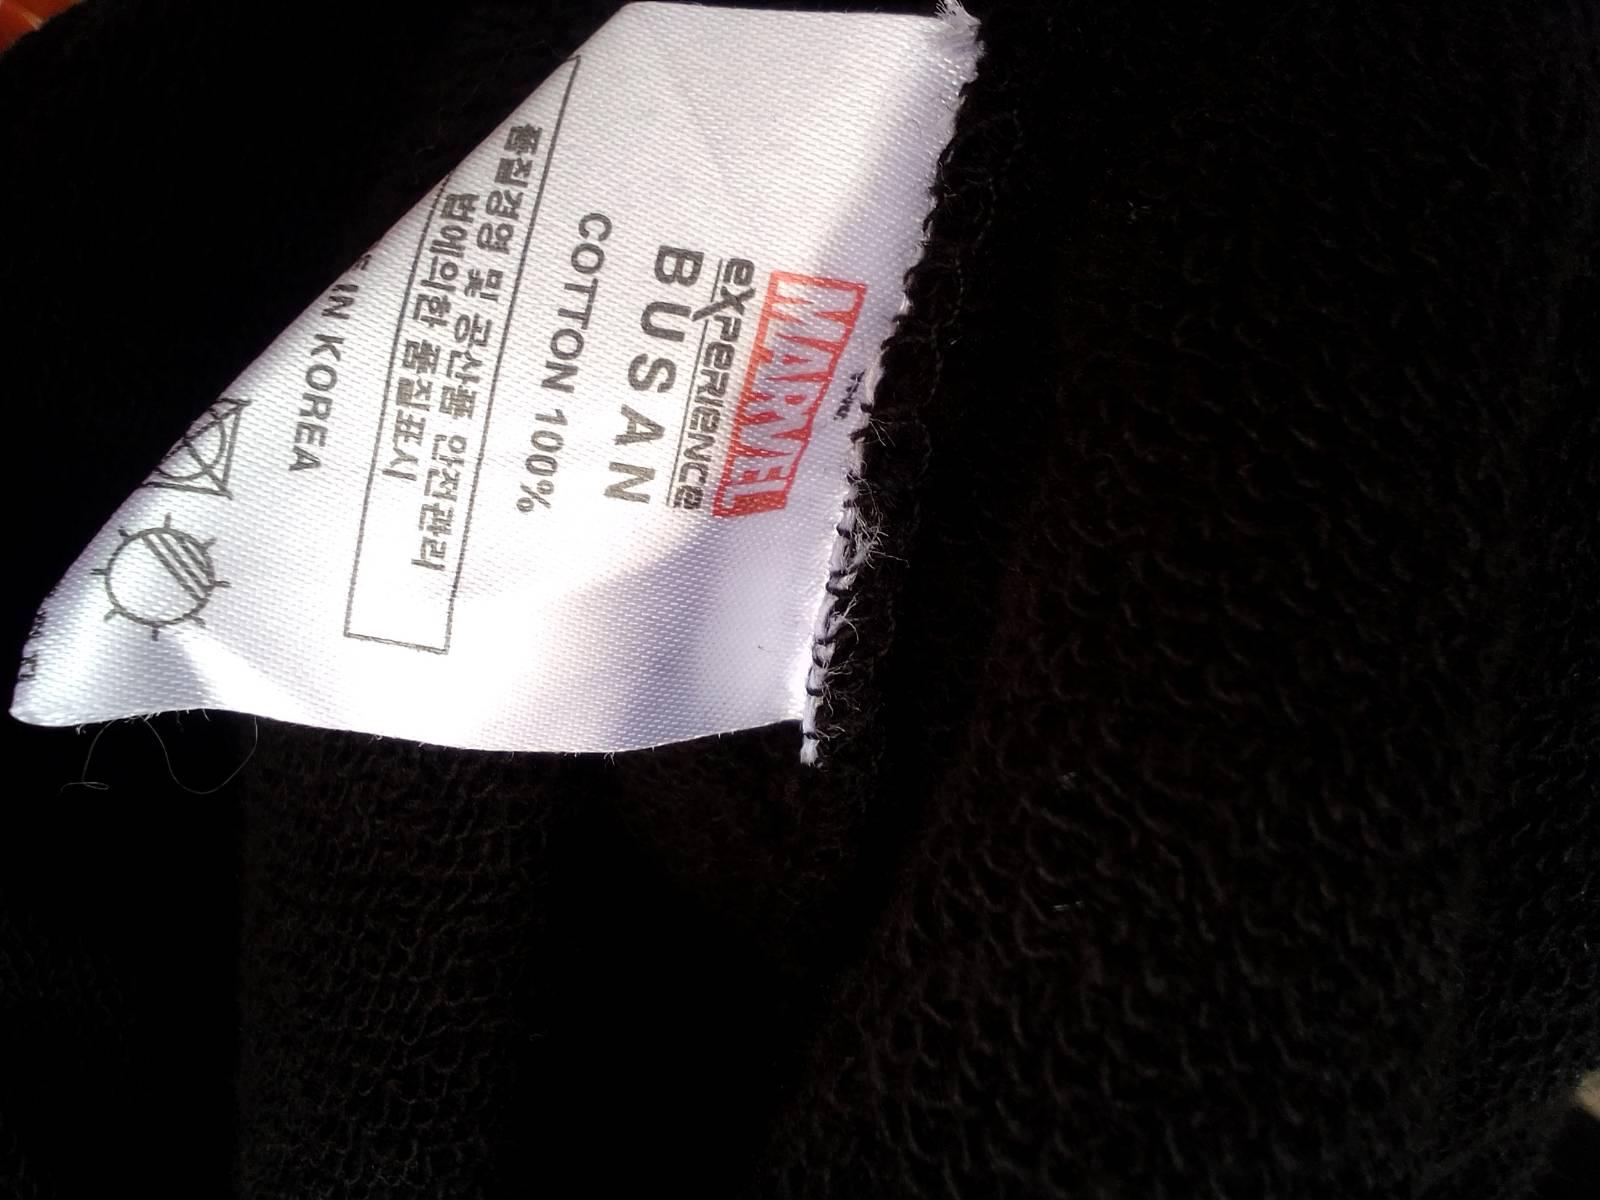 MARVEL
eXPERIENCE
BUSAN
COTTON 100%
품질경영 및 공산품 안전관리
법에의한 품질표시
IN KOREA